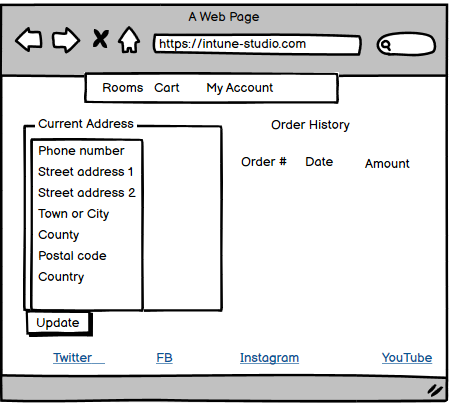 A Web Page
https://intune-studio.com
Rooms Cart My Account
Current Address
Phone number
Street address 1
Street address 2
Town or City
County
Postal code
Country
Update
Order History
Order # Date Amount
Twitter FB Instagram YouTube